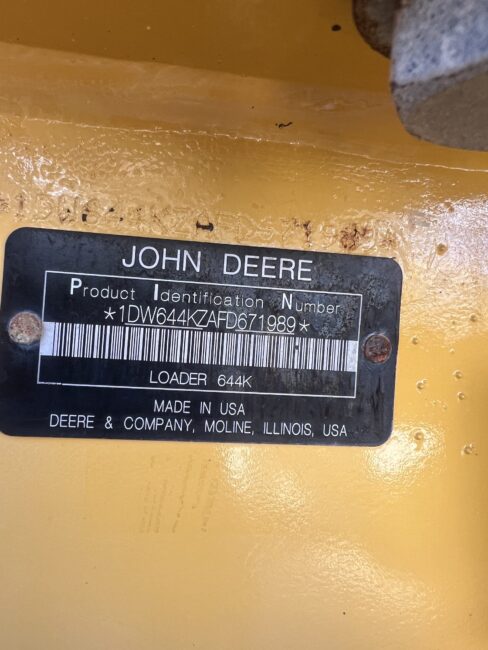 JOHN DEERE
Product Identification Number
*1DW644KZAFD671989*
LOADER 644K
MADE IN USA
DEERE & COMPANY, MOLINE, ILLINOIS, USA